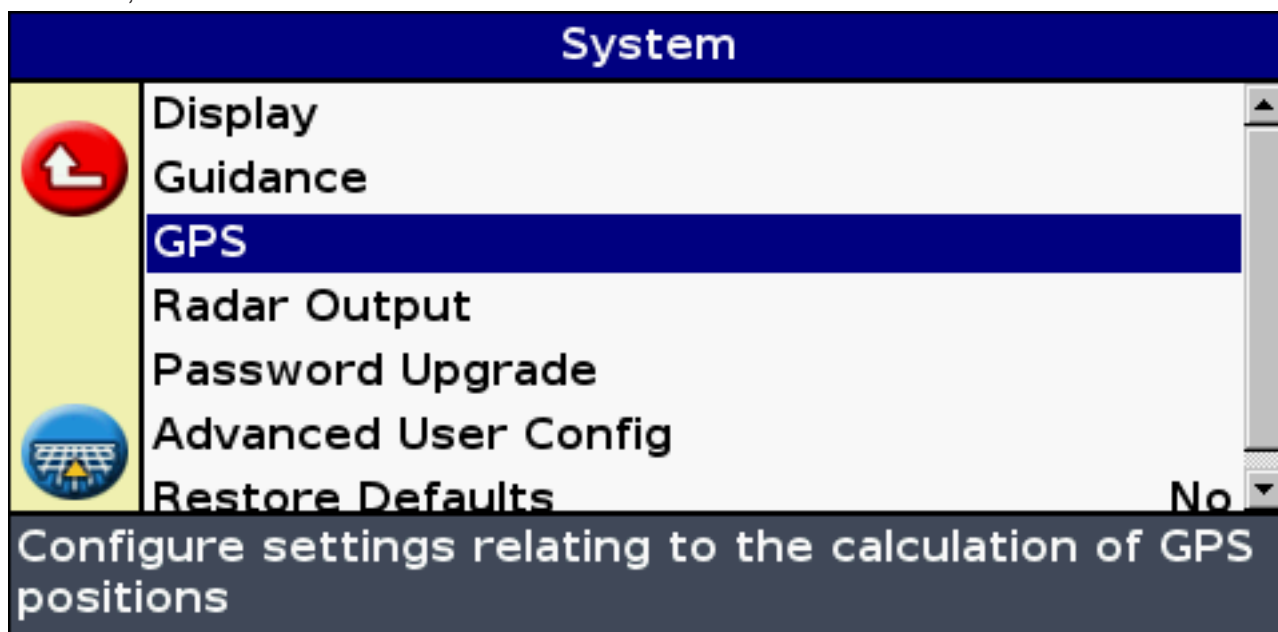 System
Display
Guidance
GPS
Radar Output
Password Upgrade
Advanced User Config
Restore Defaults No
Configure settings relating to the calculation of GPS
positions